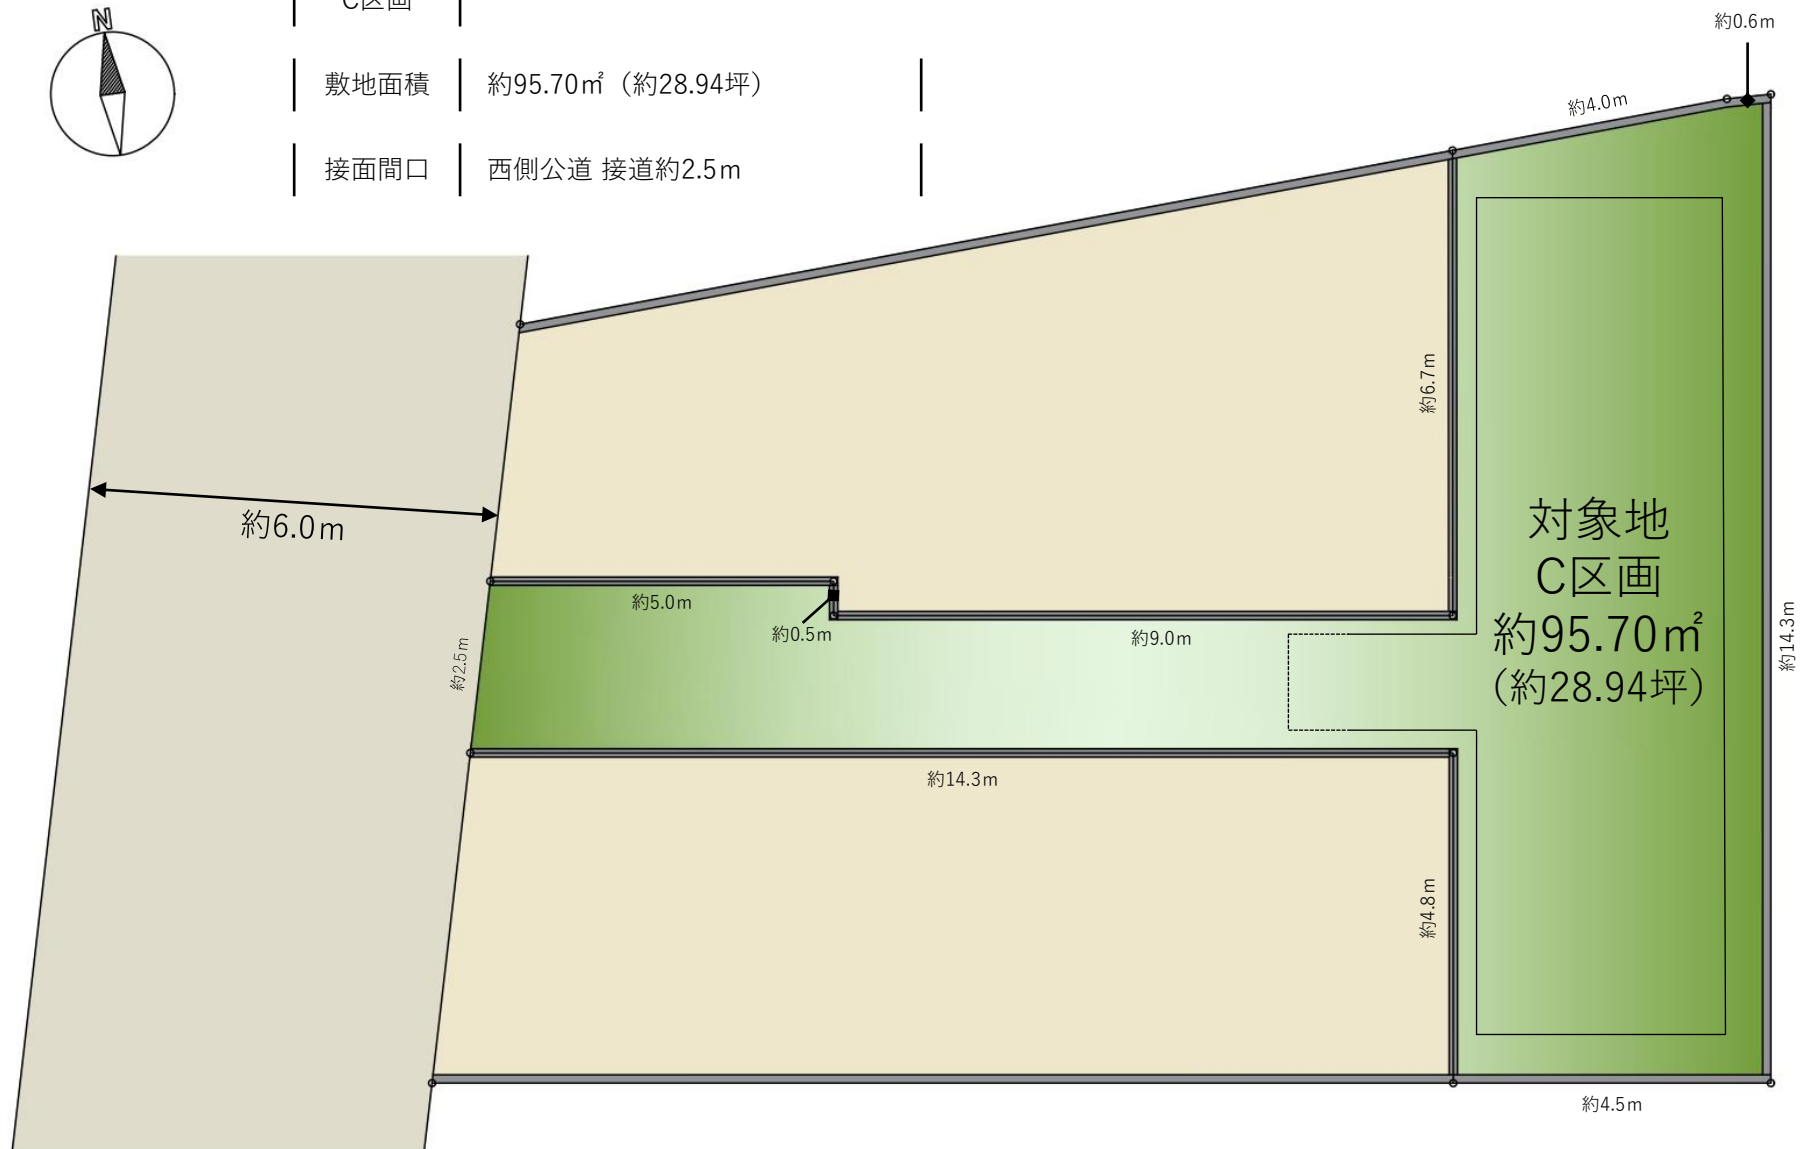 N
C区画
敷地面積 約95.70㎡（約28.94坪）
接面間口 西側公道 接道約2.5m
約0.6m
約4.0m
約6.7m
約6.0m
約5.0m
約0.5m
約9.0m
約2.5m
対象地
C区画
約95.70㎡
（約28.94坪）
約14.3m
約14.3m
約4.8m
約4.5m